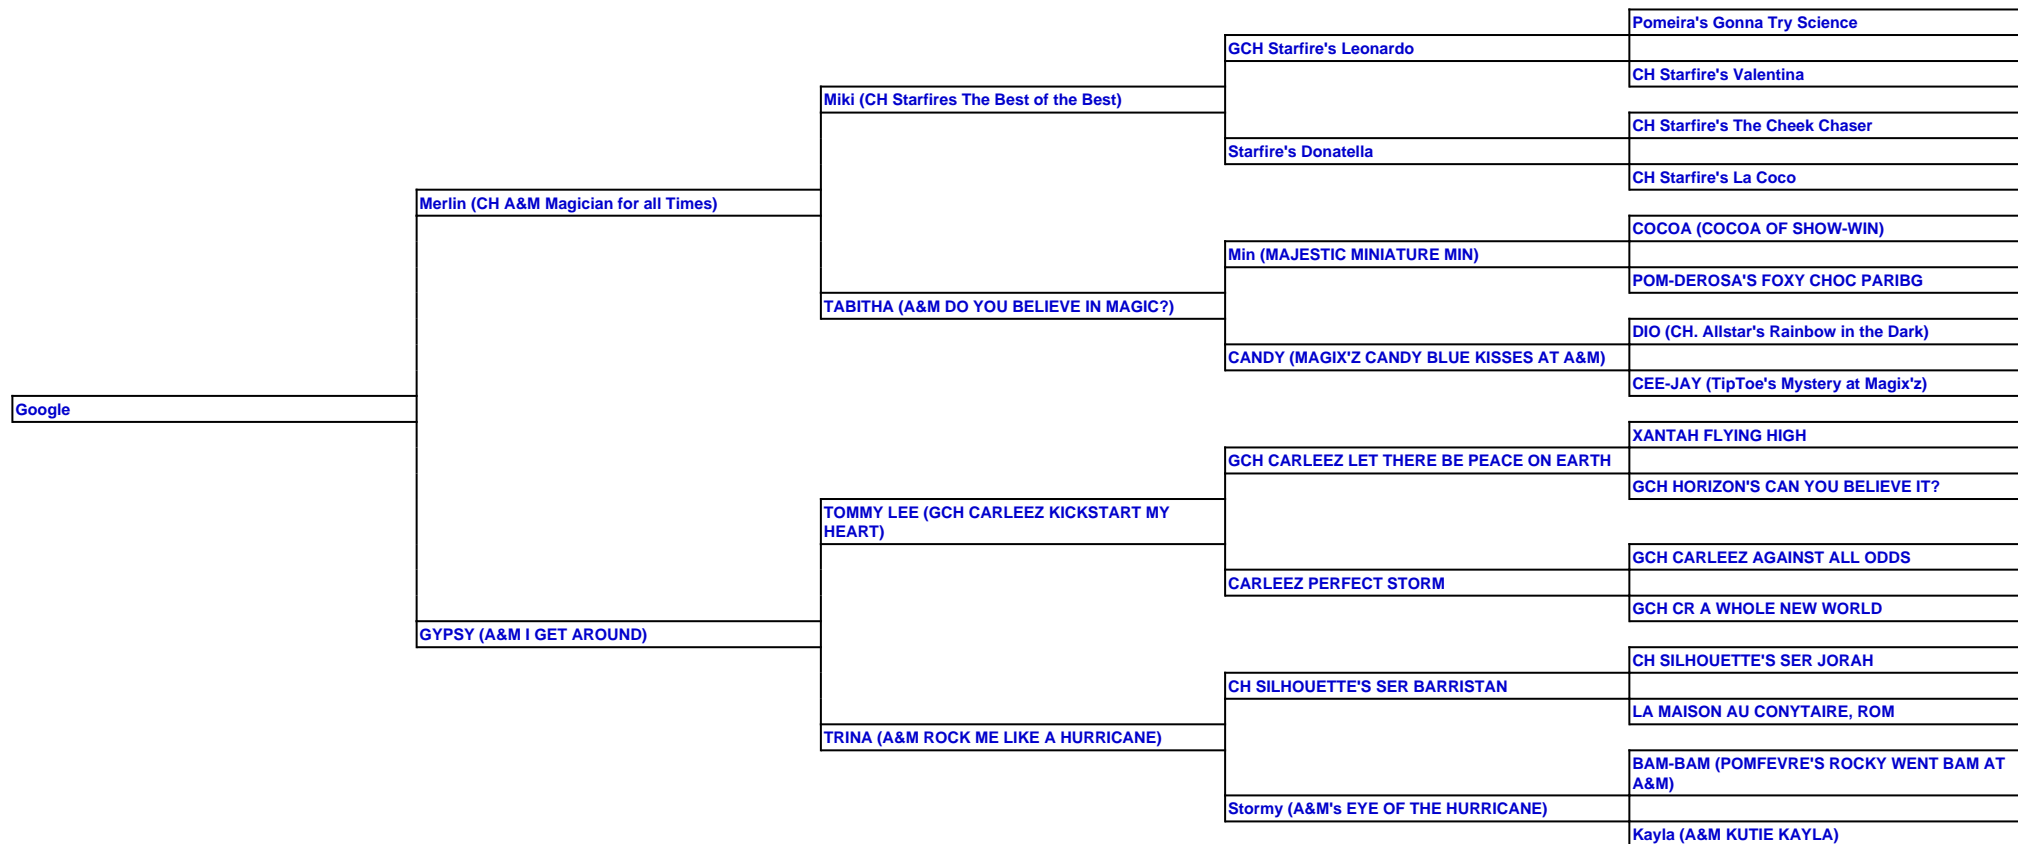 Pomeira's Gonna Try Science
GCH Starfire's Leonardo
CH Starfire's Valentina
Miki (CH Starfires The Best of the Best)
CH Starfire's The Cheek Chaser
Starfire's Donatella
CH Starfire's La Coco
Merlin (CH A&M Magician for all Times)
COCOA (COCOA OF SHOW-WIN)
Min (MAJESTIC MINIATURE MIN)
POM-DEROSA'S FOXY CHOC PARIBG
TABITHA (A&M DO YOU BELIEVE IN MAGIC?)
DIO (CH. Allstar's Rainbow in the Dark)
CANDY (MAGIX'Z CANDY BLUE KISSES AT A&M)
CEE-JAY (TipToe's Mystery at Magix'z)
Google
XANTAH FLYING HIGH
GCH CARLEEZ LET THERE BE PEACE ON EARTH
GCH HORIZON'S CAN YOU BELIEVE IT?
TOMMY LEE (GCH CARLEEZ KICKSTART MY
HEART)
GCH CARLEEZ AGAINST ALL ODDS
CARLEEZ PERFECT STORM
GCH CR A WHOLE NEW WORLD
GYPSY (A&M I GET AROUND)
CH SILHOUETTE'S SER JORAH
CH SILHOUETTE'S SER BARRISTAN
LA MAISON AU CONYTAIRE, ROM
TRINA (A&M ROCK ME LIKE A HURRICANE)
BAM-BAM (POMFEVRE'S ROCKY WENT BAM AT
A&M)
Stormy (A&M's EYE OF THE HURRICANE)
Kayla (A&M KUTIE KAYLA)